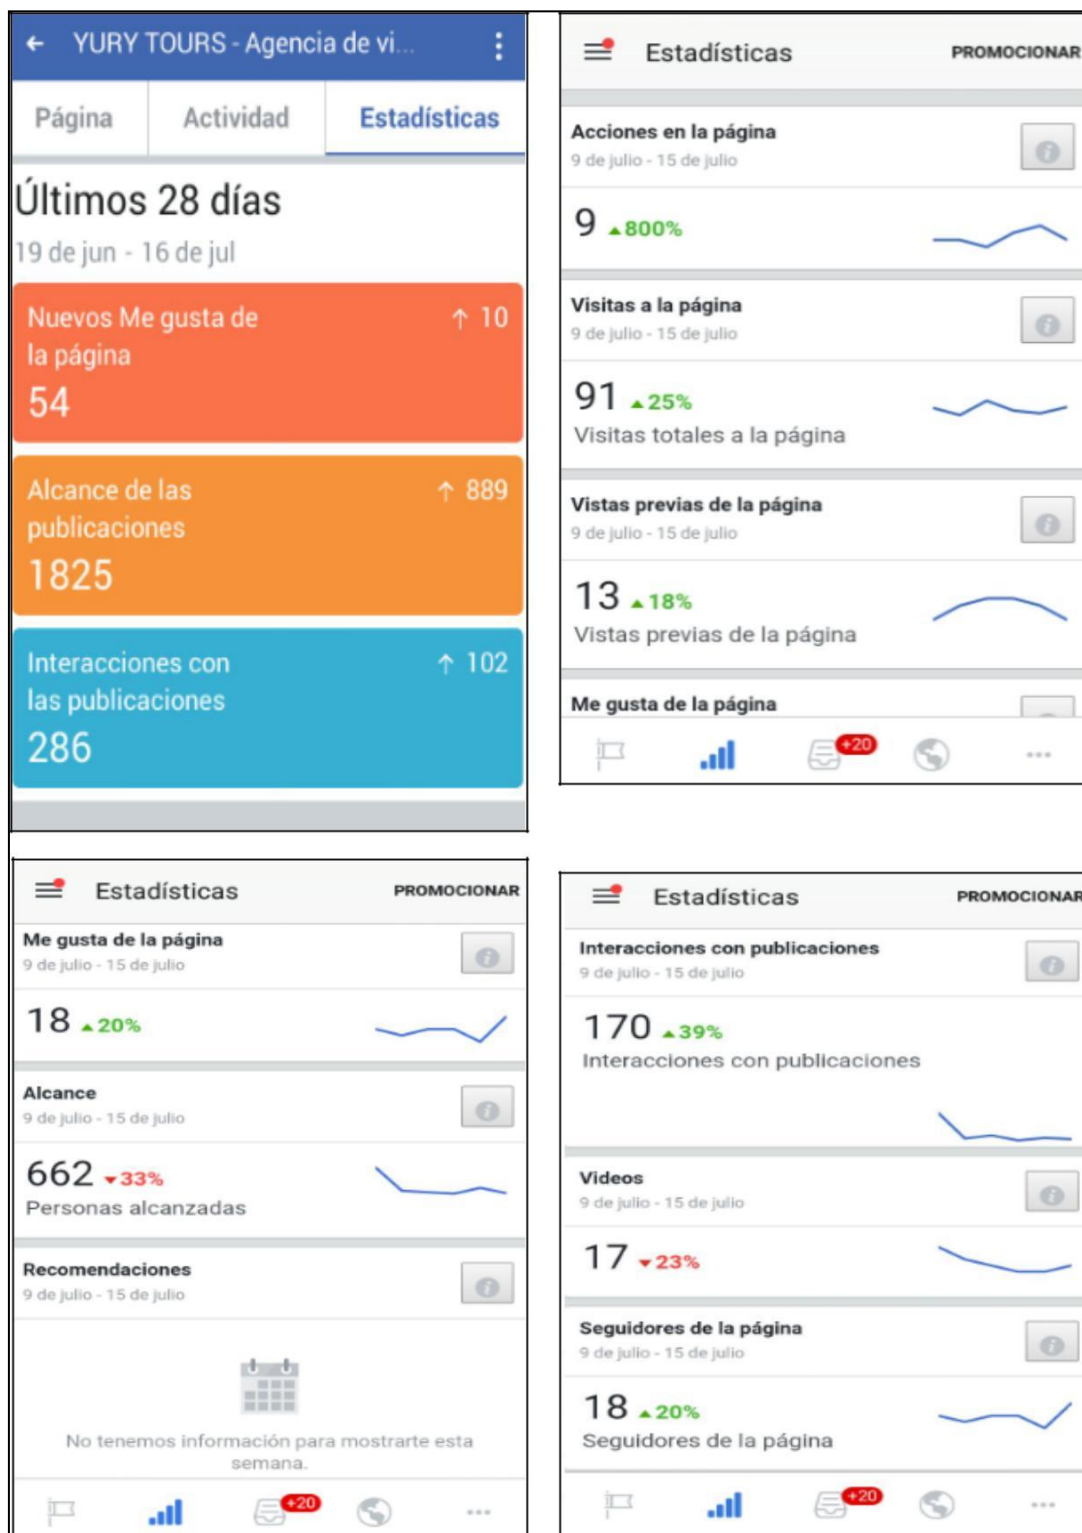 YURY TOURS - Agencia de vi...
Página Actividad Estadísticas
Últimos 28 días
19 de jun - 16 de jul
Nuevos Me gusta de ↑ 10
la página
54
Alcance de las ↑ 889
publicaciones
1825
Interacciones con ↑ 102
las publicaciones
286
Estadísticas PROMOCIONAR
Acciones en la página
9 de julio - 15 de julio
9 ▲800%
Visitas a la página
9 de julio - 15 de julio
91 ▲25%
Visitas totales a la página
Vistas previas de la página
9 de julio - 15 de julio
13 ▲18%
Vistas previas de la página
Me gusta de la página
+20
Estadísticas PROMOCIONAR
Me gusta de la página
9 de julio - 15 de julio
18 ▲20%
Alcance
9 de julio - 15 de julio
662 ▼33%
Personas alcanzadas
Recomendaciones
9 de julio - 15 de julio
No tenemos información para mostrarte esta
semana.
+20
Estadísticas PROMOCIONAR
Interacciones con publicaciones
9 de julio - 15 de julio
170 ▲39%
Interacciones con publicaciones
Videos
9 de julio - 15 de julio
17 ▼23%
Seguidores de la página
9 de julio - 15 de julio
18 ▲20%
Seguidores de la página
+20